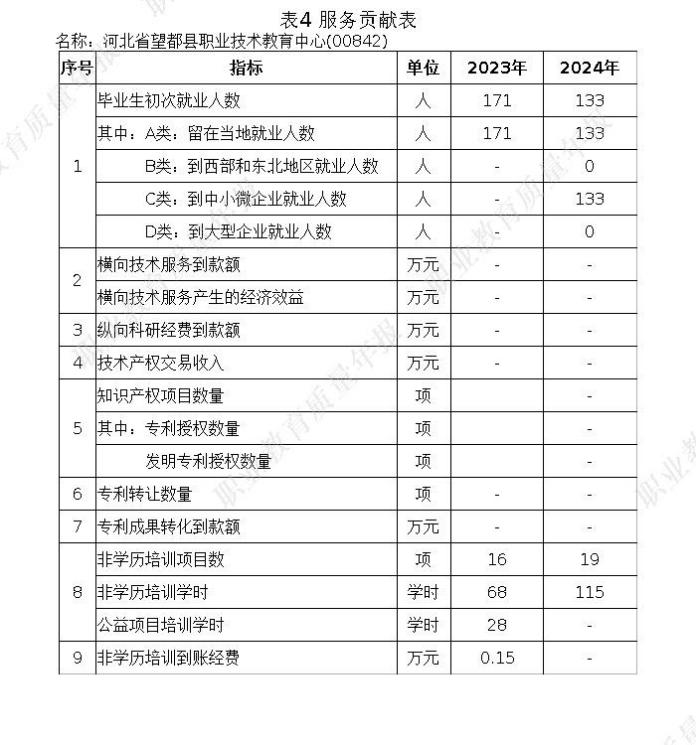 表4 服务贡献表
名称：河北省望都县职业技术教育中心(00842)
序号 指标 单位 2023年 2024年
1 毕业生初次就业人数 人 171 133
其中：A类：留在当地就业人数 人 171 133
B类：到西部和东北地区就业人数 人 - 0
C类：到中小微企业就业人数 人 - 133
D类：到大型企业就业人数 人 - 0
2 横向技术服务到款额 万元 - -
横向技术服务产生的经济效益 万元 - -
3 纵向科研经费到款额 万元 - -
4 技术产权交易收入 万元 - -
5 知识产权项目数量 项 -
其中：专利授权数量 项 -
发明专利授权数量 项 -
6 专利转让数量 项 - -
7 专利成果转化到款额 万元 - -
8 非学历培训项目数 项 16 19
非学历培训学时 学时 68 115
公益项目培训学时 学时 28 -
9 非学历培训到账经费 万元 0.15 -
职业教育质量年报